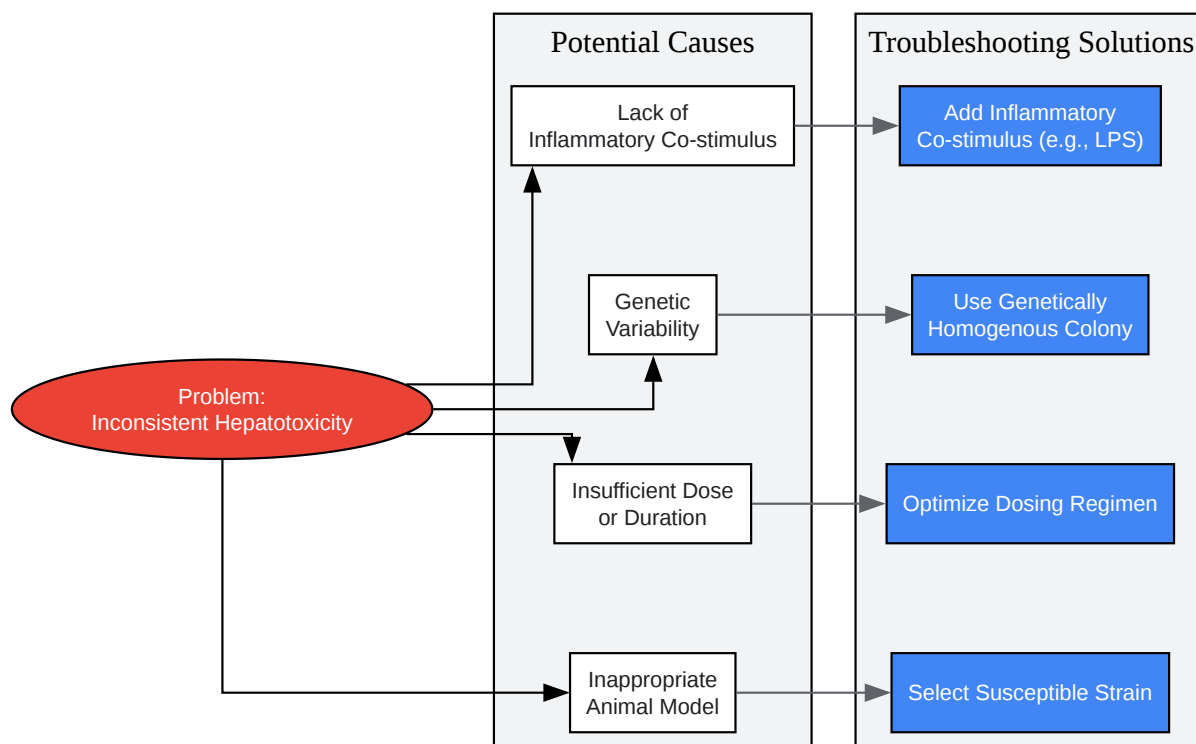 Potential Causes
Troubleshooting Solutions
Lack of
Inflammatory Co-stimulus
Add Inflammatory
Co-stimulus (e.g., LPS)
Genetic
Variability
Use Genetically
Homogenous Colony
Problem:
Inconsistent Hepatotoxicity
Insufficient Dose
or Duration
Optimize Dosing Regimen
Inappropriate
Animal Model
Select Susceptible Strain